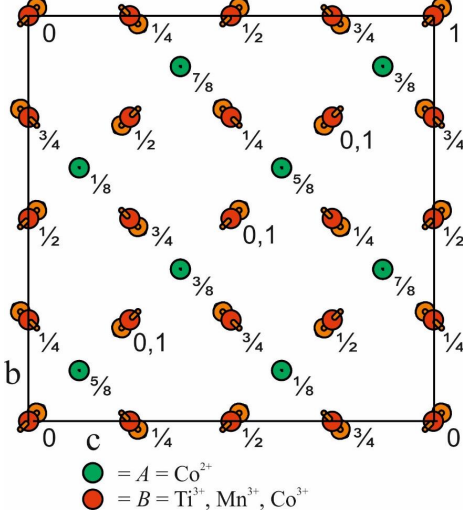 0 ¼ ½ ¾ 1
⅞ ⅜
¾ ½ ¼ 0,1 ¾
⅛ ⅝
½ ¾ 0,1 ¼ ½
⅜ ⅞
¼ 0,1 ¾ ½ ¼
b ⅝ ⅛
0 c ¼ ½ ¾ 0
= A = Co²⁺
= B = Ti³⁺, Mn³⁺, Co³⁺